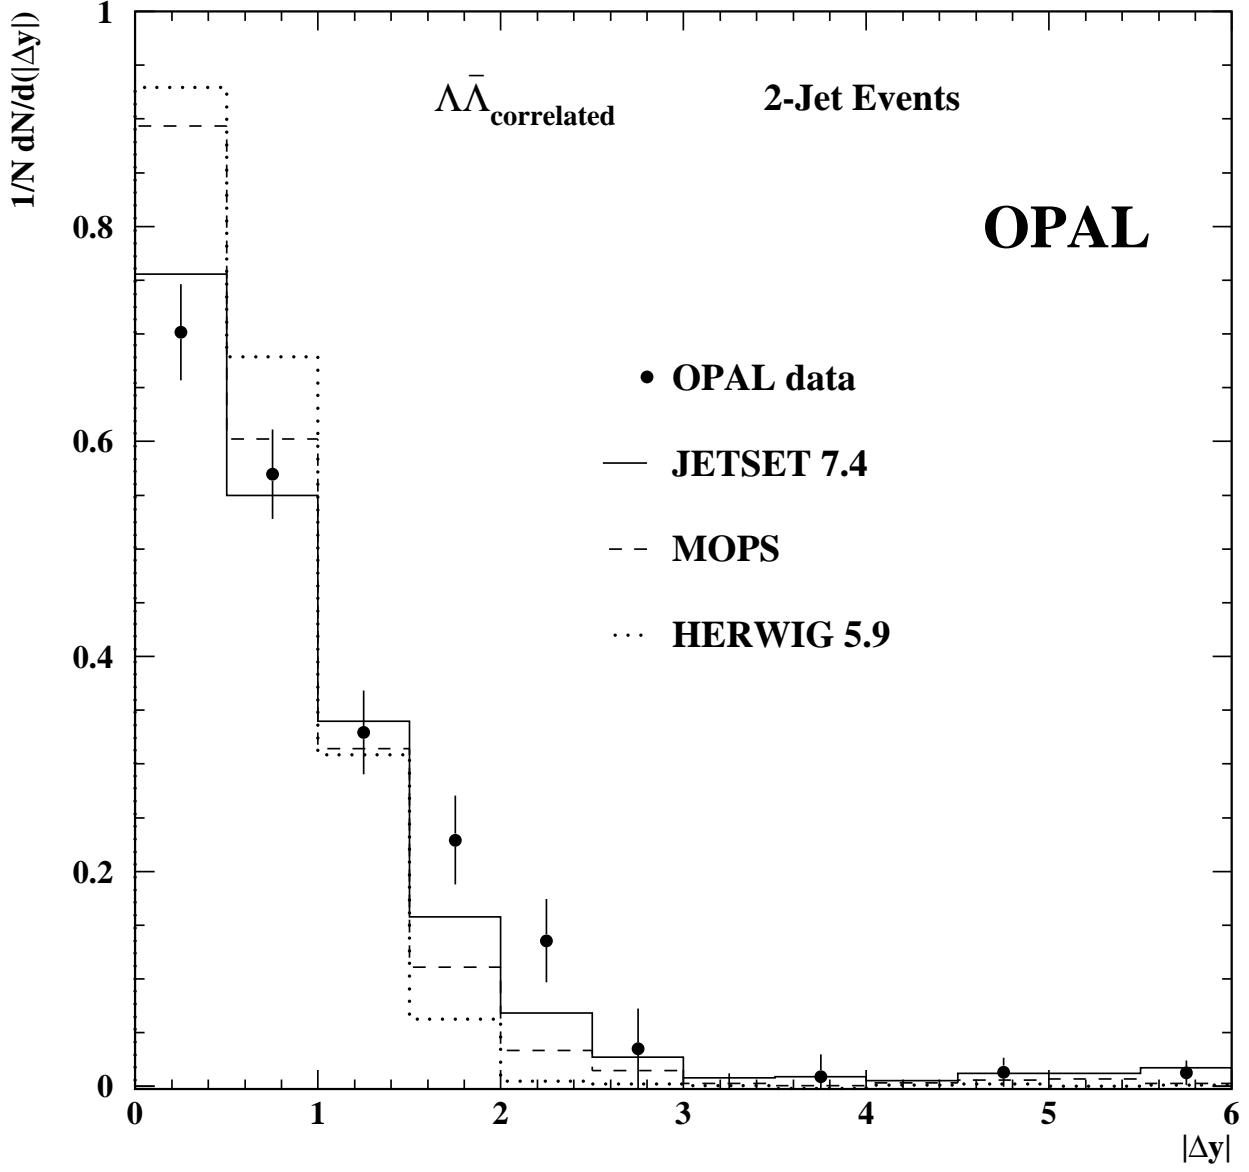 1/N dN/d(|Δy|)
1
ΛΛ̄correlated
2-Jet Events
0.8
OPAL
OPAL data
0.6
JETSET 7.4
MOPS
HERWIG 5.9
0.4
0.2
0
0 1 2 3 4 5 6
|Δy|